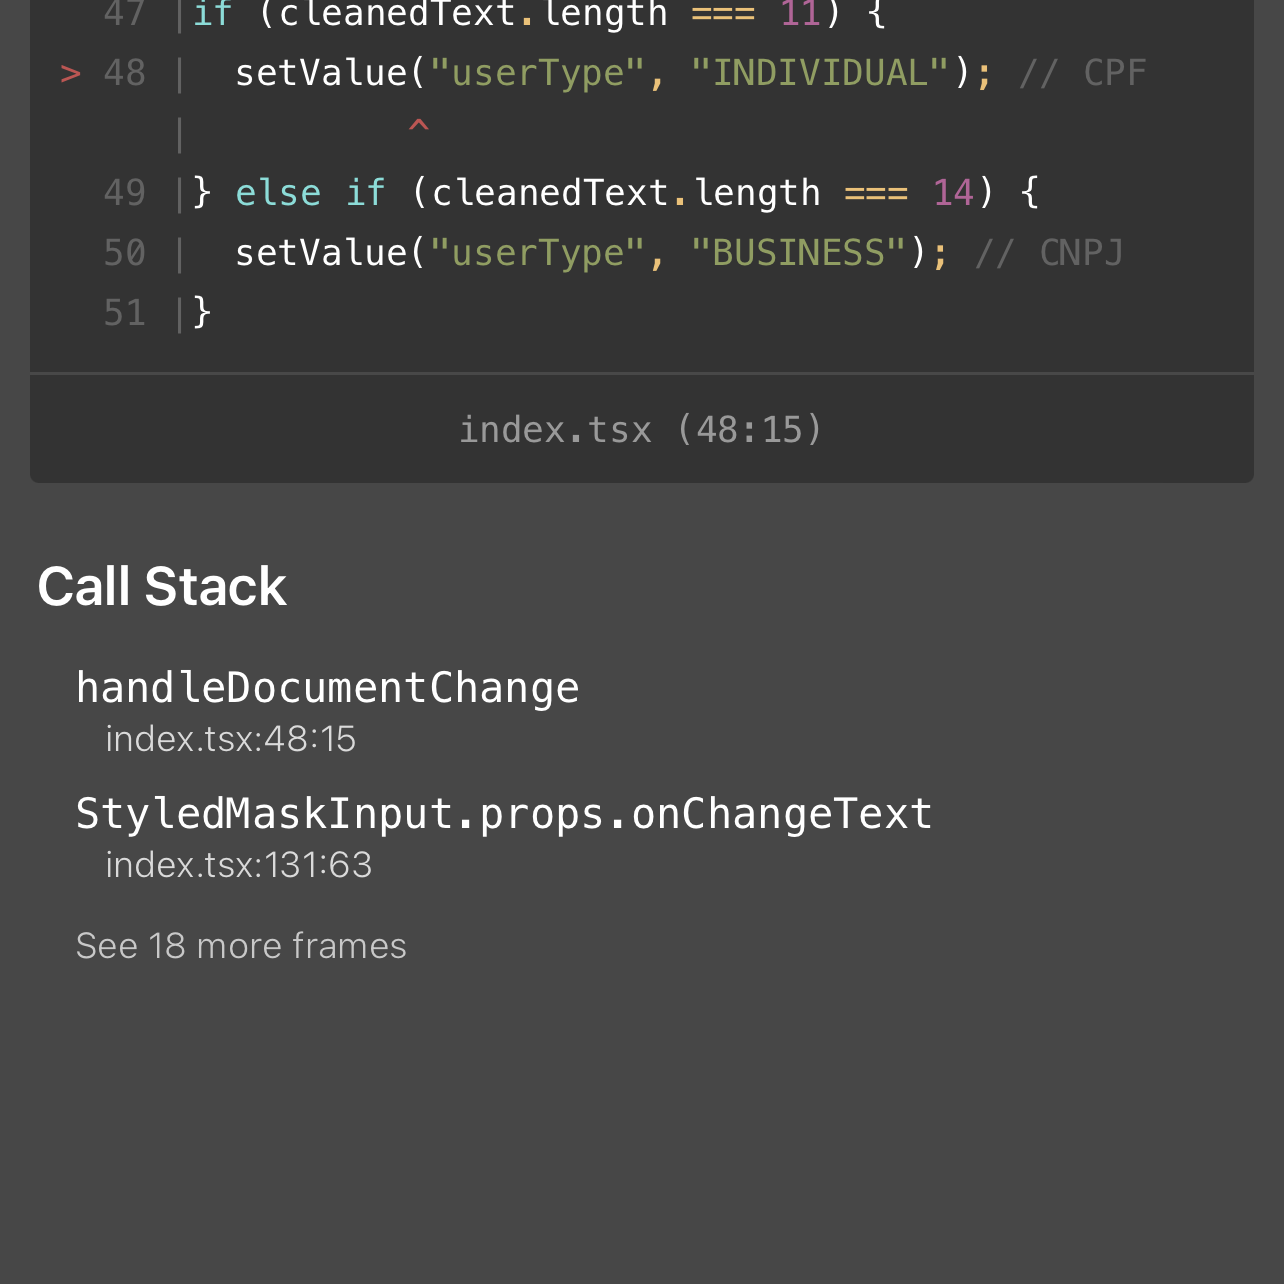 47 |if (cleanedText.length === 11) {
> 48 |  setValue("userType", "INDIVIDUAL"); // CPF
|          ^
49 |} else if (cleanedText.length === 14) {
50 |  setValue("userType", "BUSINESS"); // CNPJ
51 |}
index.tsx (48:15)
Call Stack
handleDocumentChange
index.tsx:48:15
StyledMaskInput.props.onChangeText
index.tsx:131:63
See 18 more frames